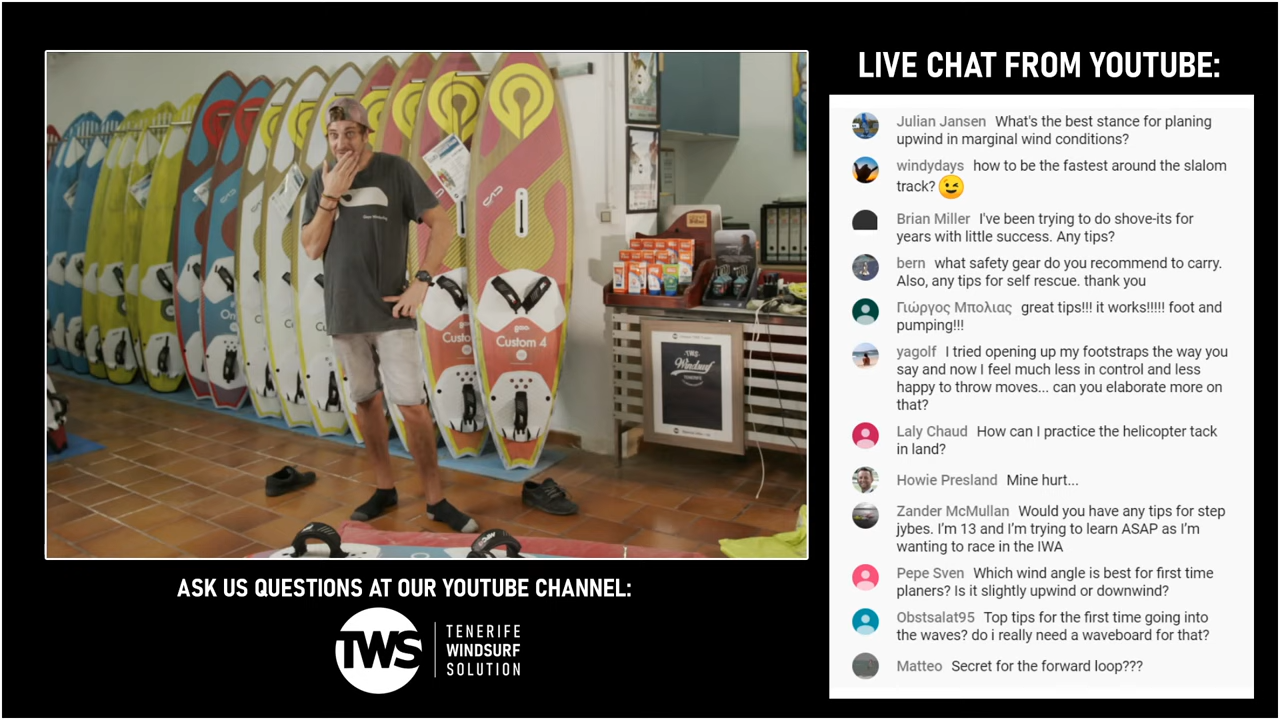 LIVE CHAT FROM YOUTUBE:
Julian Jansen What's the best stance for planing
upwind in marginal wind conditions?
windydays how to be the fastest around the slalom
track? 😉
Brian Miller I've been trying to do shove-its for
years with little success. Any tips?
bern what safety gear do you recommend to carry.
Also, any tips for self rescue. thank you
Γιώργος Μπολιας great tips!!! it works!!!!! foot and
pumping!!!
yagolf I tried opening up my footstraps the way you
say and now I feel much less in control and less
happy to throw moves... can you elaborate more on
that?
Laly Chaud How can I practice the helicopter tack
in land?
Howie Presland Mine hurt...
Zander McMullan Would you have any tips for step
jybes. I'm 13 and I'm trying to learn ASAP as I'm
wanting to race in the IWA
Pepe Sven Which wind angle is best for first time
planers? Is it slightly upwind or downwind?
Obstsalat95 Top tips for the first time going into
the waves? do i really need a waveboard for that?
Matteo Secret for the forward loop???
Custom 4
TWS
Windsurf
ASK US QUESTIONS AT OUR YOUTUBE CHANNEL:
TWS
TENERIFE
WINDSURF
SOLUTION